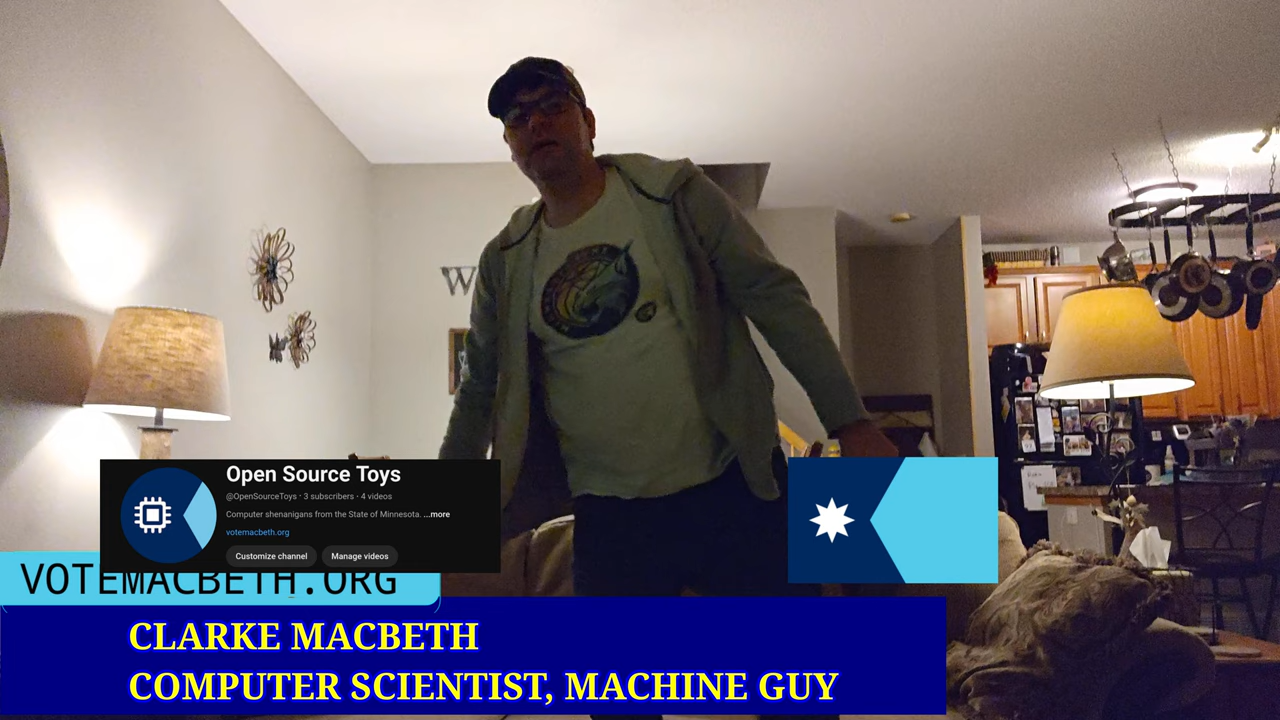 W
Open Source Toys
@OpenSourceToys · 3 subscribers · 4 videos
Computer shenanigans from the State of Minnesota. ...more
votemacbeth.org
Customize channel Manage videos
VOTEMACBETH.ORG
CLARKE MACBETH
COMPUTER SCIENTIST, MACHINE GUY